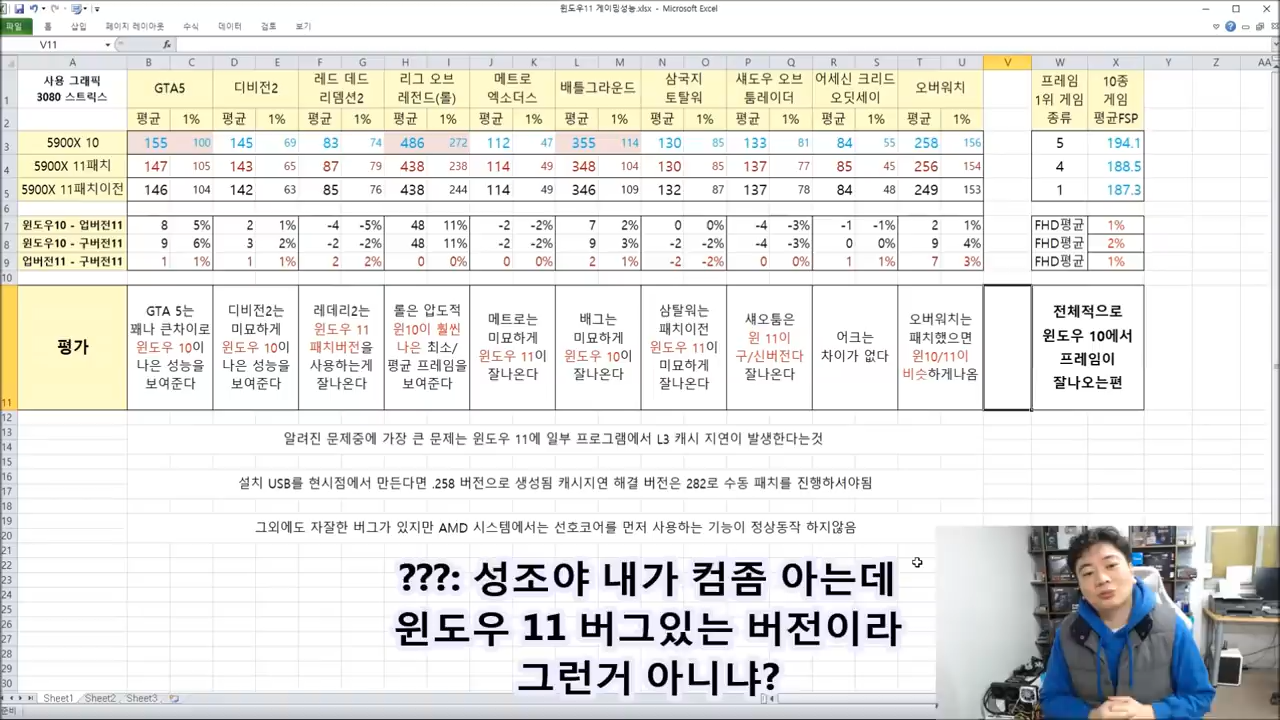 윈도우11 게이밍성능.xlsx - Microsoft Excel
파일 홈 삽입 페이지 레이아웃 수식 데이터 검토 보기
V11 fx
A B C D E F G H I J K L M N O P Q R S T U V W X Y Z AA
사용 그래픽
3080 스트릭스
GTA5 디비전2 레드 데드 리뎀션2 리그 오브 레전드(롤) 메트로 엑소더스 배틀그라운드 삼국지 토탈워 섀도우 오브 툼레이더 어세신 크리드 오딧세이 오버워치 프레임 1위 게임 종류 10종 게임 평균FSP
평균 1% 평균 1% 평균 1% 평균 1% 평균 1% 평균 1% 평균 1% 평균 1% 평균 1% 평균 1%
5900X 10 155 100 145 69 83 74 486 272 112 47 355 114 130 85 133 81 84 55 258 156 5 194.1
5900X 11패치 147 105 143 65 87 79 438 238 114 49 348 104 130 85 137 77 85 45 256 154 4 188.5
5900X 11패치이전 146 104 142 63 85 76 438 244 114 49 346 109 132 87 137 78 84 48 249 153 1 187.3
윈도우10 - 업버전11 8 5% 2 1% -4 -5% 48 11% -2 -2% 7 2% 0 0% -4 -3% -1 -1% 2 1% FHD평균 1%
윈도우10 - 구버전11 9 6% 3 2% -2 -2% 48 11% -2 -2% 9 3% -2 -2% -4 -3% 0 0% 9 4% FHD평균 2%
업버전11 - 구버전11 1 1% 1 1% 2 2% 0 0% 0 0% 2 1% -2 -2% 0 0% 1 1% 7 3% FHD평균 1%
평가
GTA 5는
꽤나 큰차이로
윈도우 10이
나은 성능을
보여준다
디비전2는
미묘하게
윈도우 10이
나은 성능을
보여준다
레데리2는
윈도우 11
패치버전을
사용하는게
잘나온다
롤은 압도적
윈10이 훨씬
나은 최소/
평균 프레임을
보여준다
메트로는
미묘하게
윈도우 11이
잘나온다
배그는
미묘하게
윈도우 10이
잘나온다
삼탈워는
패치이전
윈도우 11이
미묘하게
잘나온다
섀오툼은
윈 11이
구/신버전다
잘나온다
어크는
차이가 없다
오버워치는
패치했으면
윈10/11이
비슷하게나옴
전체적으로
윈도우 10에서
프레임이
잘나오는편
알려진 문제중에 가장 큰 문제는 윈도우 11에 일부 프로그램에서 L3 캐시 지연이 발생한다는것
설치 USB를 현시점에서 만든다면 .258 버전으로 생성됨 캐시지연 해결 버전은 282로 수동 패치를 진행하셔야됨
그외에도 자잘한 버그가 있지만 AMD 시스템에서는 선호코어를 먼저 사용하는 기능이 정상동작 하지않음
???: 성조야 내가 컴좀 아는데
윈도우 11 버그있는 버전이라
그런거 아니냐?
Sheet1 Sheet2 Sheet3
준비